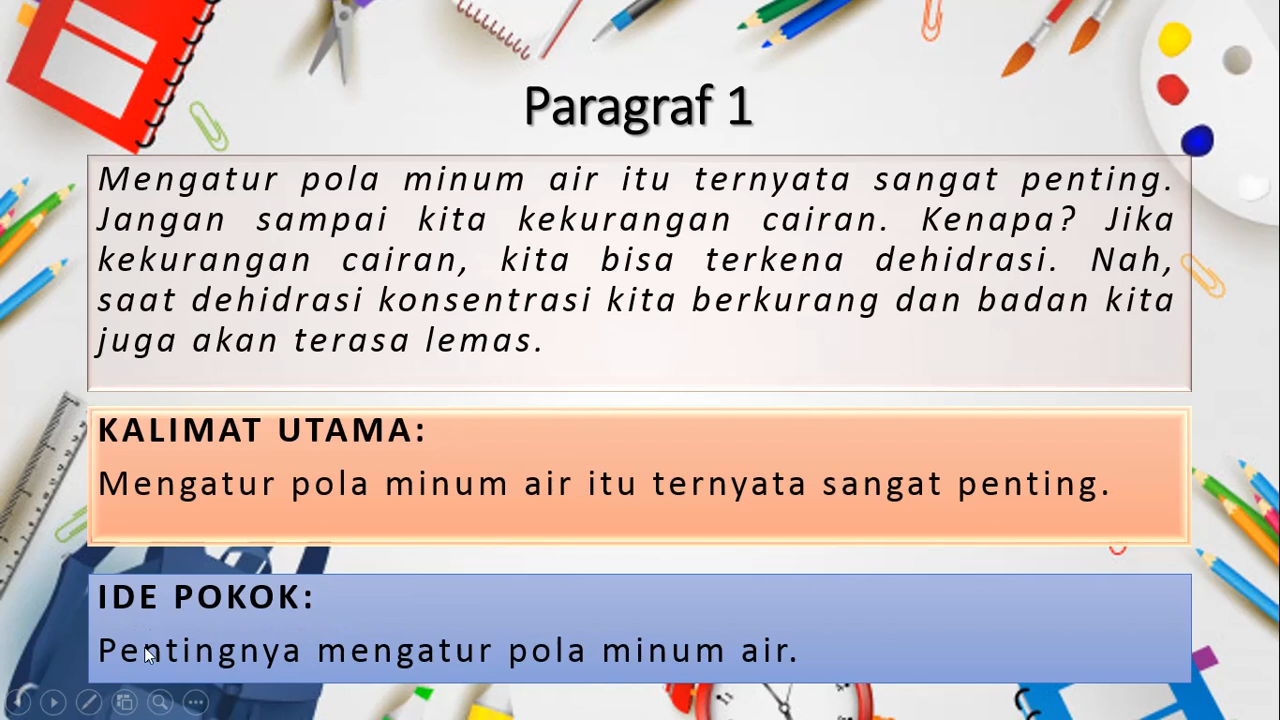 Paragraf 1
Mengatur pola minum air itu ternyata sangat penting.
Jangan sampai kita kekurangan cairan. Kenapa? Jika
kekurangan cairan, kita bisa terkena dehidrasi. Nah,
saat dehidrasi konsentrasi kita berkurang dan badan kita
juga akan terasa lemas.
KALIMAT UTAMA:
Mengatur pola minum air itu ternyata sangat penting.
IDE POKOK:
Pentingnya mengatur pola minum air.